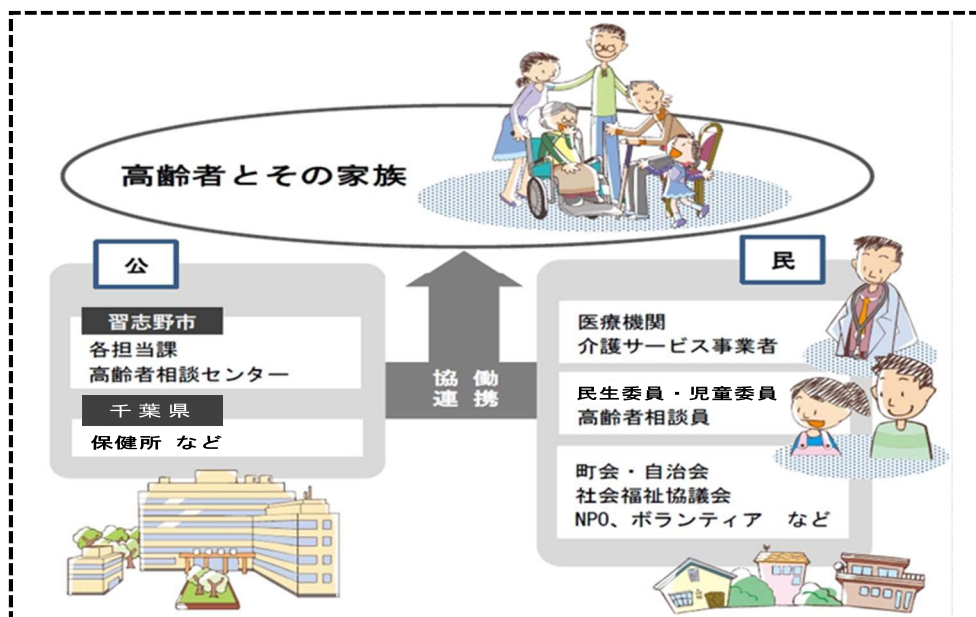 高齢者とその家族
公
習志野市
各担当課
高齢者相談センター
千葉県
保健所 など
協働
連携
民
医療機関
介護サービス事業者
民生委員・児童委員
高齢者相談員
町会・自治会
社会福祉協議会
NPO、ボランティア など